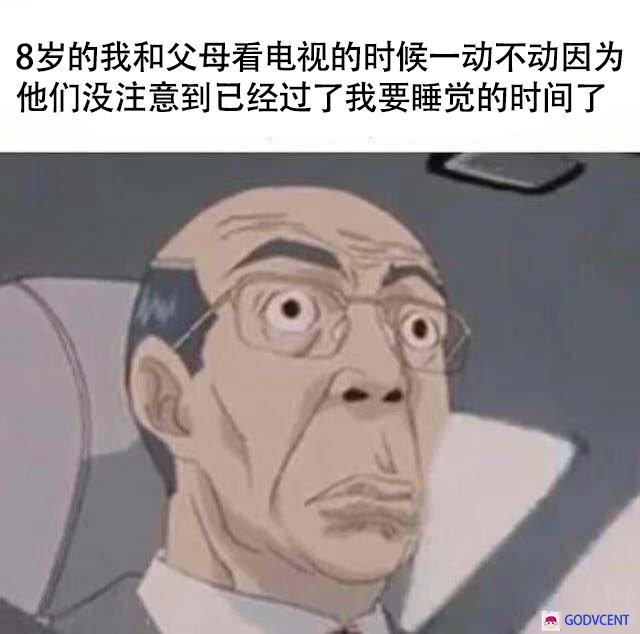 8岁的我和父母看电视的时候一动不动因为
他们没注意到已经过了我要睡觉的时间了
GODVCENT